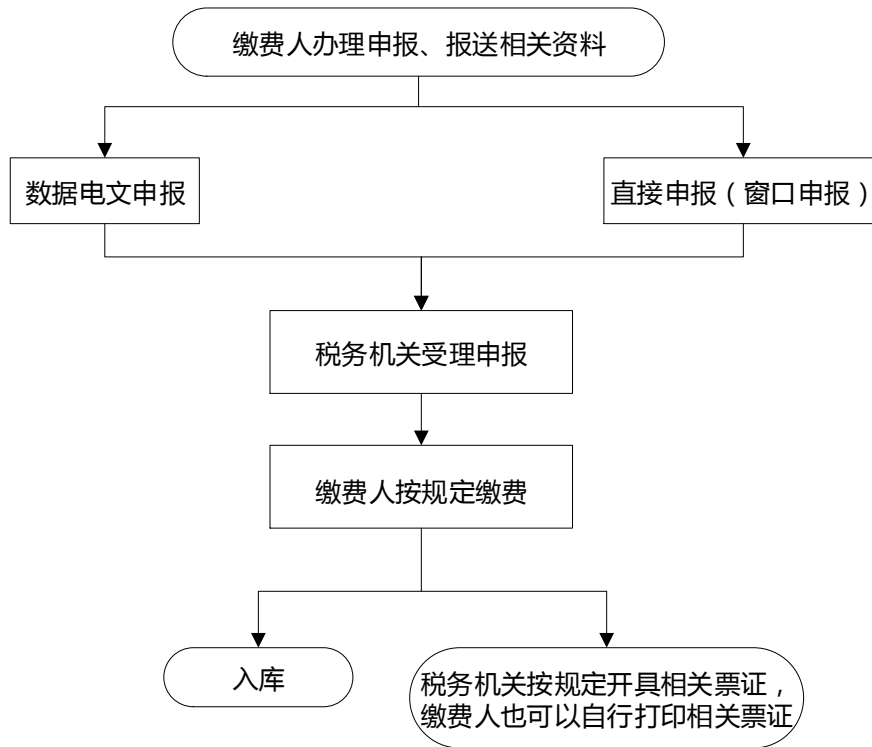 缴费人办理申报、报送相关资料
数据电文申报
直接申报（窗口申报）
税务机关受理申报
缴费人按规定缴费
入库
税务机关按规定开具相关票证，
缴费人也可以自行打印相关票证